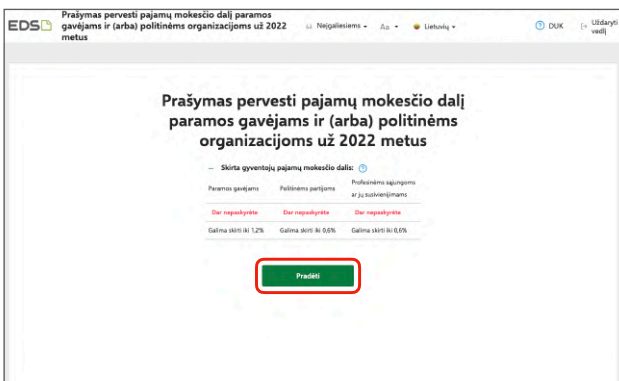 EDS
Prašymas pervesti pajamų mokesčio dalį paramos
gavėjams ir (arba) politinėms organizacijoms už 2022
metus
Neįgaliesiems
Aa
Lietuvių
DUK
Uždaryti
vedlį
Prašymas pervesti pajamų mokesčio dalį
paramos gavėjams ir (arba) politinėms
organizacijoms už 2022 metus
– Skirta gyventojų pajamų mokesčio dalis:
Paramos gavėjams
Politinėms partijoms
Profesinėms sąjungoms
ar jų susivienijimams
Dar nepaskyrėte
Dar nepaskyrėte
Dar nepaskyrėte
Galima skirti iki 1,2%
Galima skirti iki 0,6%
Galima skirti iki 0,6%
Pradėti